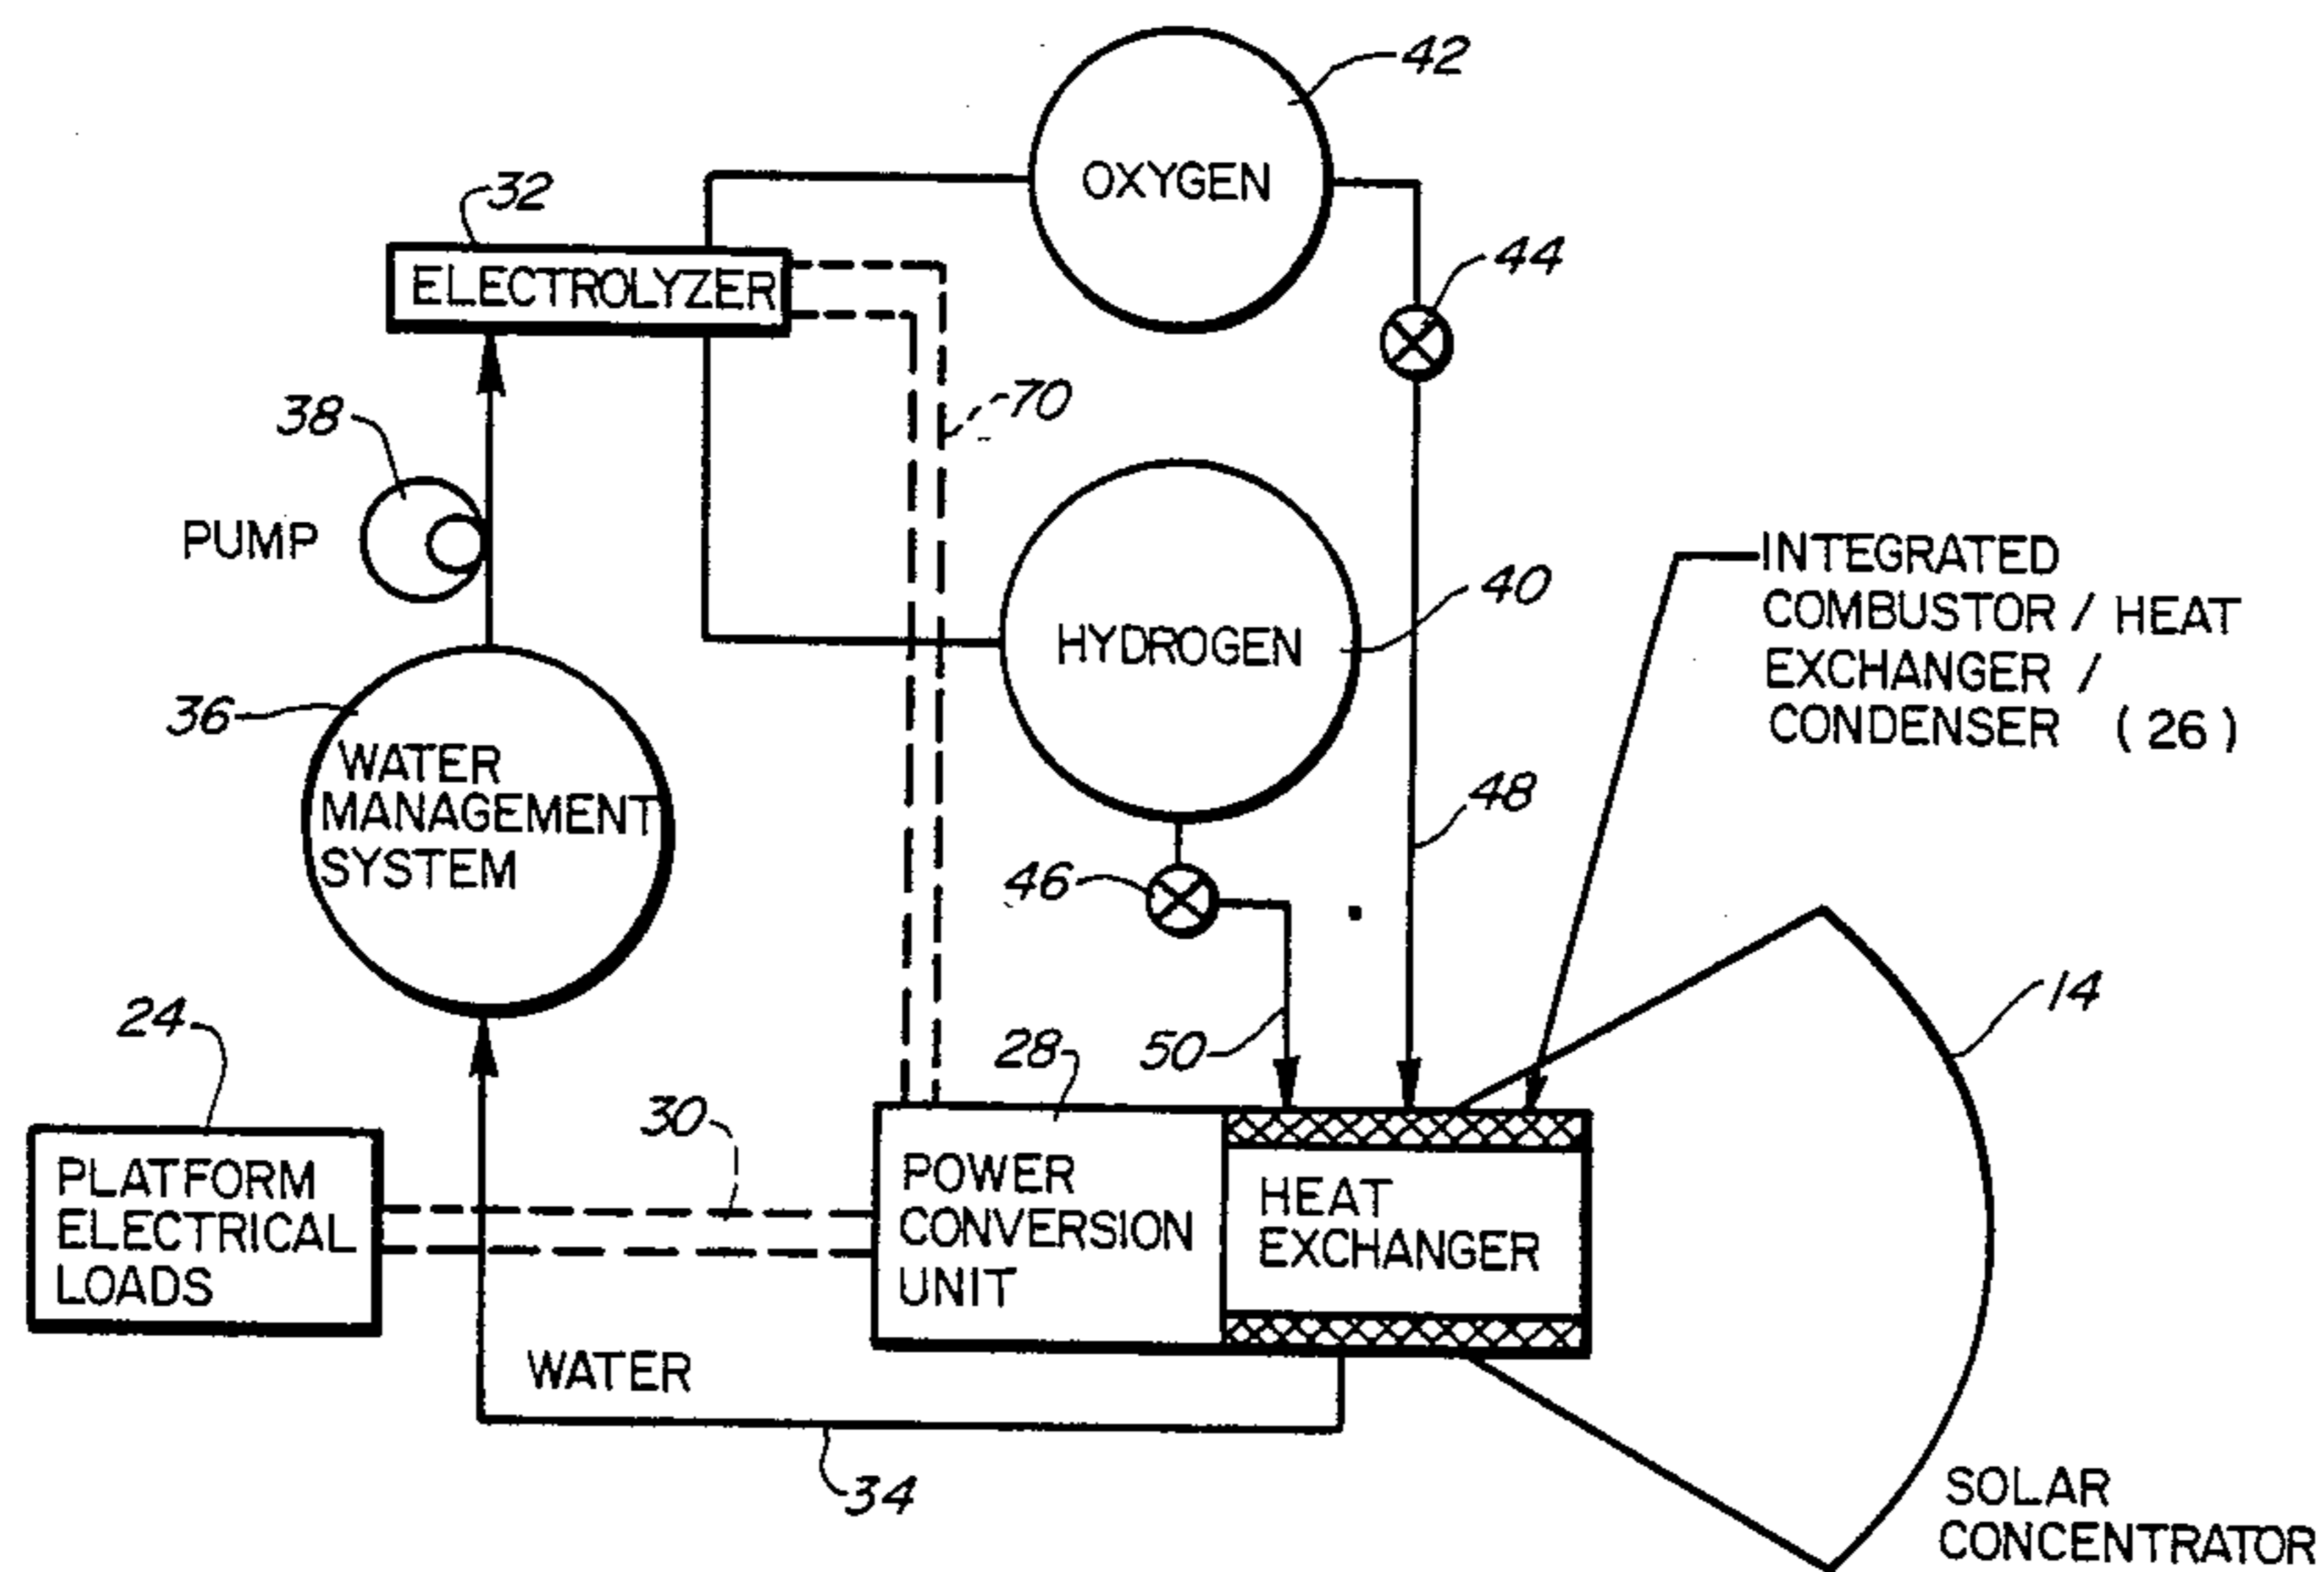 42
OXYGEN
32
ELECTROLYZER
44
38
70
PUMP
INTEGRATED
COMBUSTOR / HEAT
EXCHANGER /
CONDENSER (26)
40
HYDROGEN
36
WATER
MANAGEMENT
SYSTEM
48
46
14
24
28
50
30
PLATFORM
ELECTRICAL
LOADS
POWER
CONVERSION
UNIT
HEAT
EXCHANGER
WATER
34
SOLAR
CONCENTRATOR